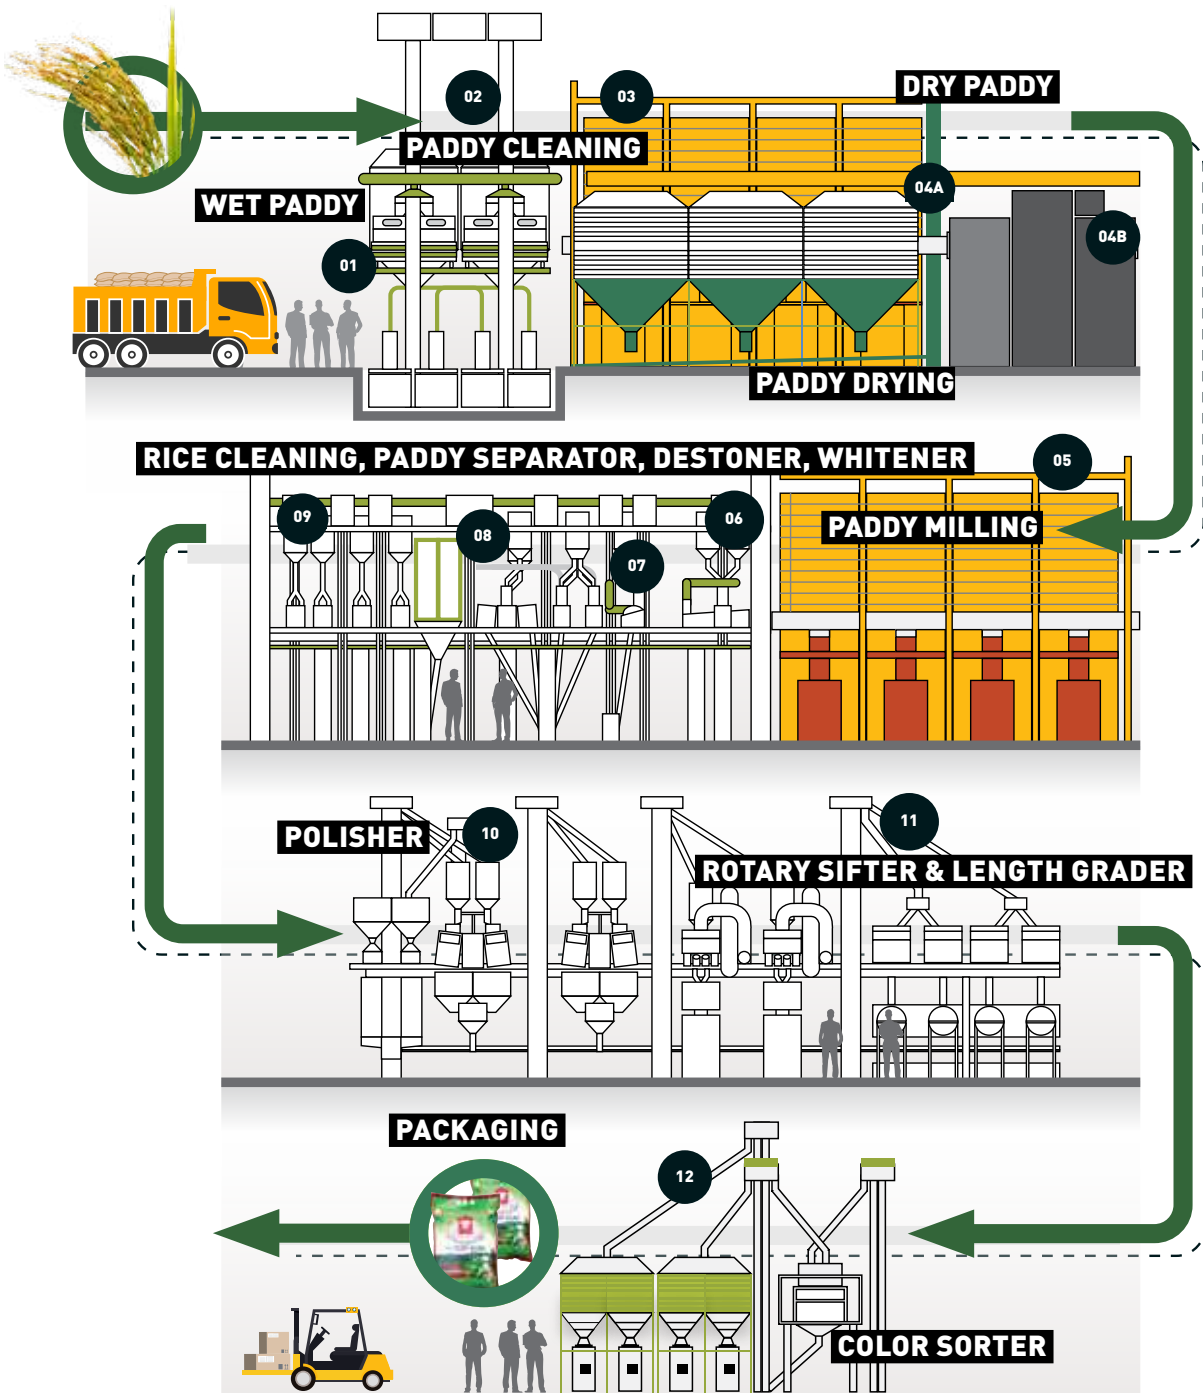 02
03
DRY PADDY
PADDY CLEANING
04A
WET PADDY
04B
01
PADDY DRYING
RICE CLEANING, PADDY SEPARATOR, DESTONER, WHITENER
05
09
06
PADDY MILLING
08
07
10
11
POLISHER
ROTARY SIFTER & LENGTH GRADER
PACKAGING
12
COLOR SORTER